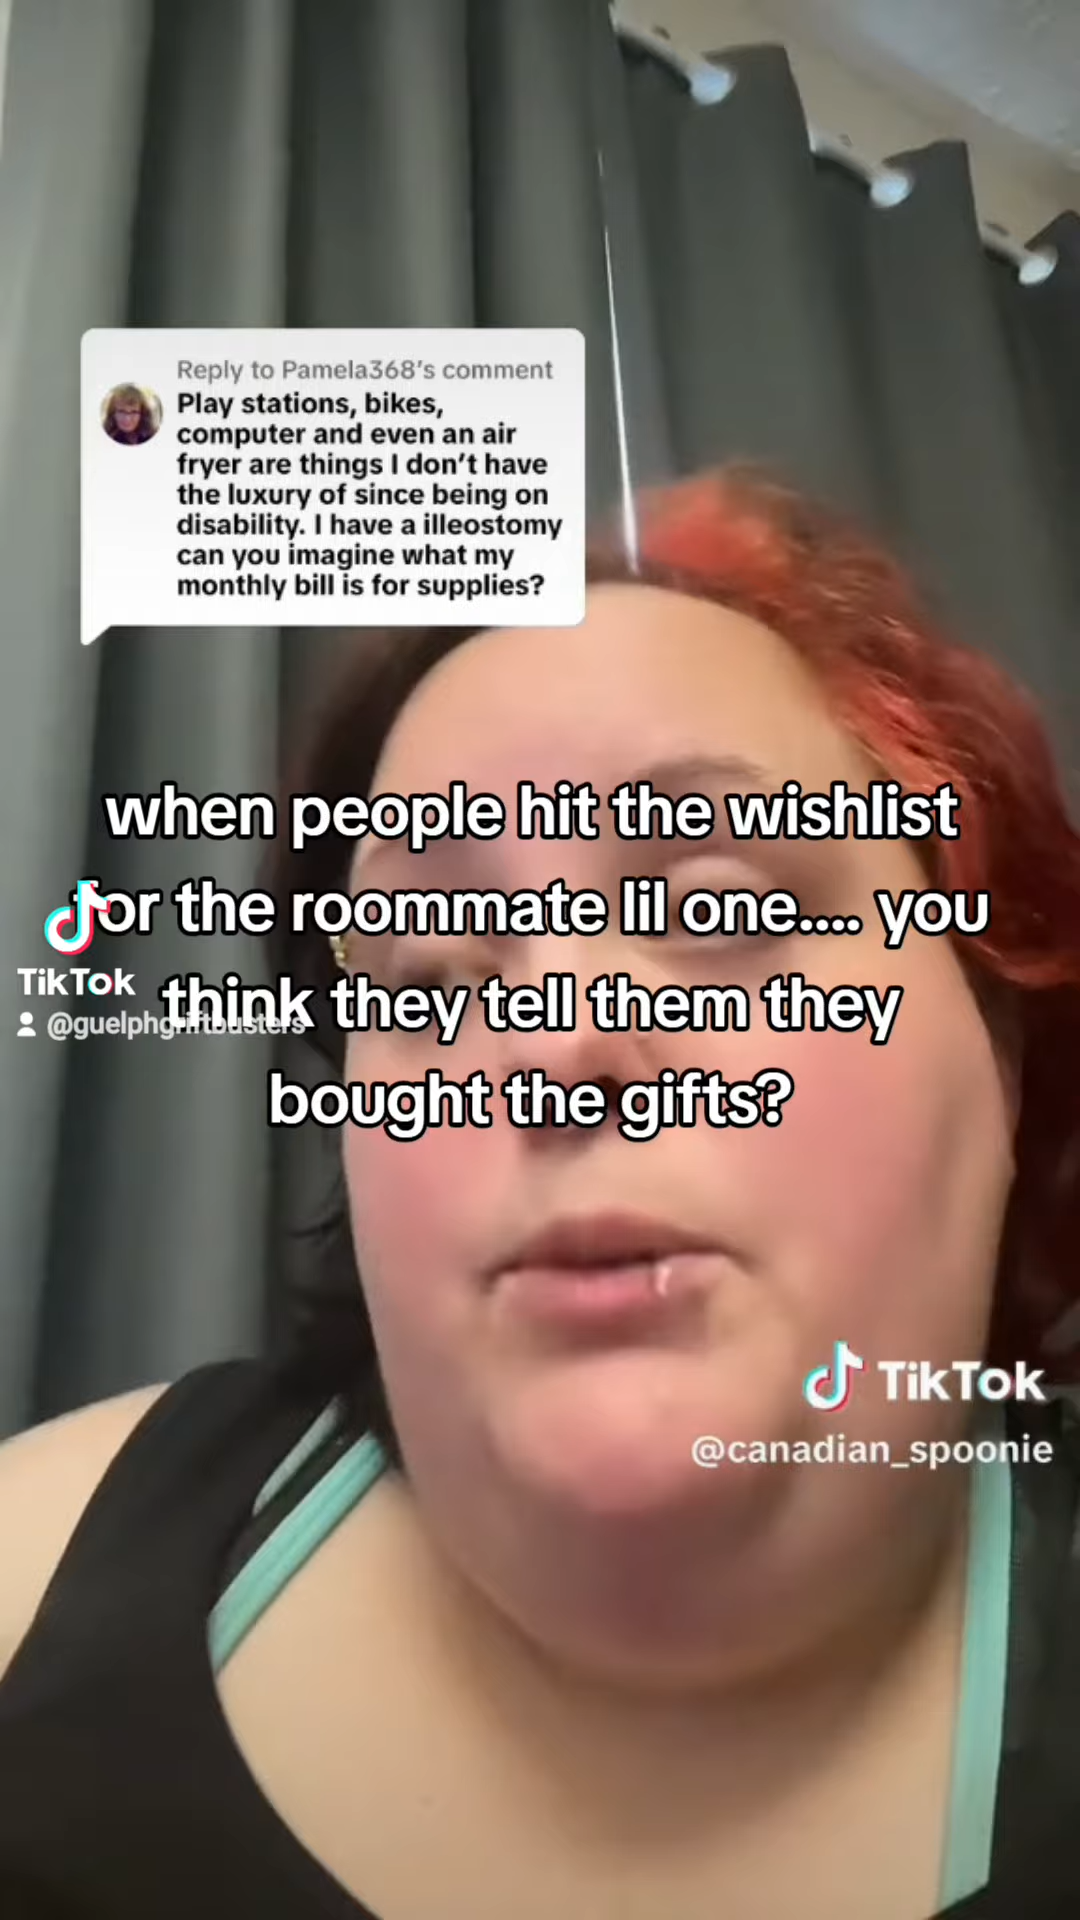 Reply to Pamela368's comment
Play stations, bikes,
computer and even an air
fryer are things I don't have
the luxury of since being on
disability. I have a illeostomy
can you imagine what my
monthly bill is for supplies?
when people hit the wishlist
for the roommate lil one.... you
think they tell them they
bought the gifts?
TikTok
@guelphgriftbusters
TikTok
@canadian_spoonie